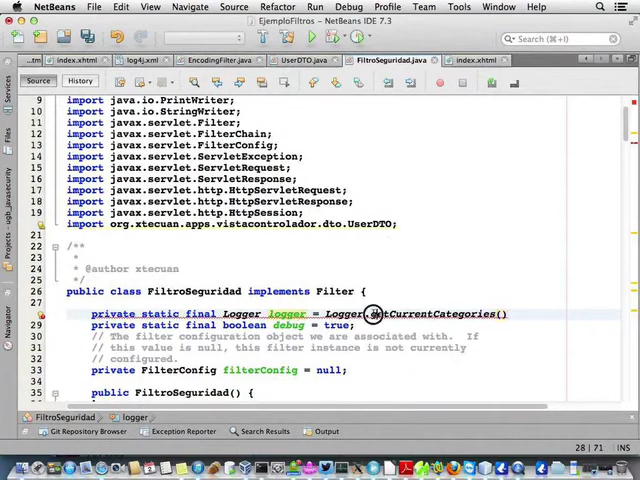 NetBeans File Edit View Navigate Source Refactor Run Debug Profile Team Tools Window Help
EjemploFiltros – NetBeans IDE 7.3
Search (⌘+I)
...tm index.xhtml log4j.xml EncodingFilter.java UserDTO.java FiltroSeguridad.java index.xhtml
Source History
Services
Files
ugb_javasecurity
Projects
Navigator
9 import java.io.PrintWriter;
10 import java.io.StringWriter;
11 import javax.servlet.Filter;
12 import javax.servlet.FilterChain;
13 import javax.servlet.FilterConfig;
14 import javax.servlet.ServletException;
15 import javax.servlet.ServletRequest;
16 import javax.servlet.ServletResponse;
17 import javax.servlet.http.HttpServletRequest;
18 import javax.servlet.http.HttpServletResponse;
19 import javax.servlet.http.HttpSession;
import org.xtecuan.apps.vistacontrolador.dto.UserDTO;
21
22 /**
23 *
24 * @author xtecuan
25 */
26 public class FiltroSeguridad implements Filter {
27
private static final Logger logger = Logger.getCurrentCategories()
29 private static final boolean debug = true;
30 // The filter configuration object we are associated with. If
31 // this value is null, this filter instance is not currently
32 // configured.
33 private FilterConfig filterConfig = null;
34
35 public FiltroSeguridad() {
FiltroSeguridad logger
Git Repository Browser Exception Reporter Search Results Output
28 | 71 INS